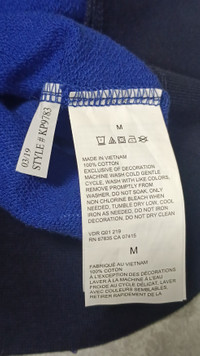 03/19
STYLE # KP9783
M
MADE IN VIETNAM
100% COTTON
EXCLUSIVE OF DECORATION
MACHINE WASH COLD GENTLE
CYCLE, WASH WITH LIKE COLORS,
REMOVE PROMPTLY FROM
WASHER, DO NOT SOAK, ONLY
NON CHLORINE BLEACH WHEN
NEEDED, TUMBLE DRY LOW, COOL
IRON AS NEEDED, DO NOT IRON
DECORATION, DO NOT DRY CLEAN
VDR Q01 219
RN 67835 CA 07415
M
FABRIQUÉ AU VIETNAM
100% COTON
À L'EXCEPTION DES DÉCORATIONS
LAVER À LA MACHINE À L'EAU
FROIDE AU CYCLE DÉLICAT, LAVER
AVEC COULEURS SEMBLABLES,
RETIRER RAPIDEMENT DE LA